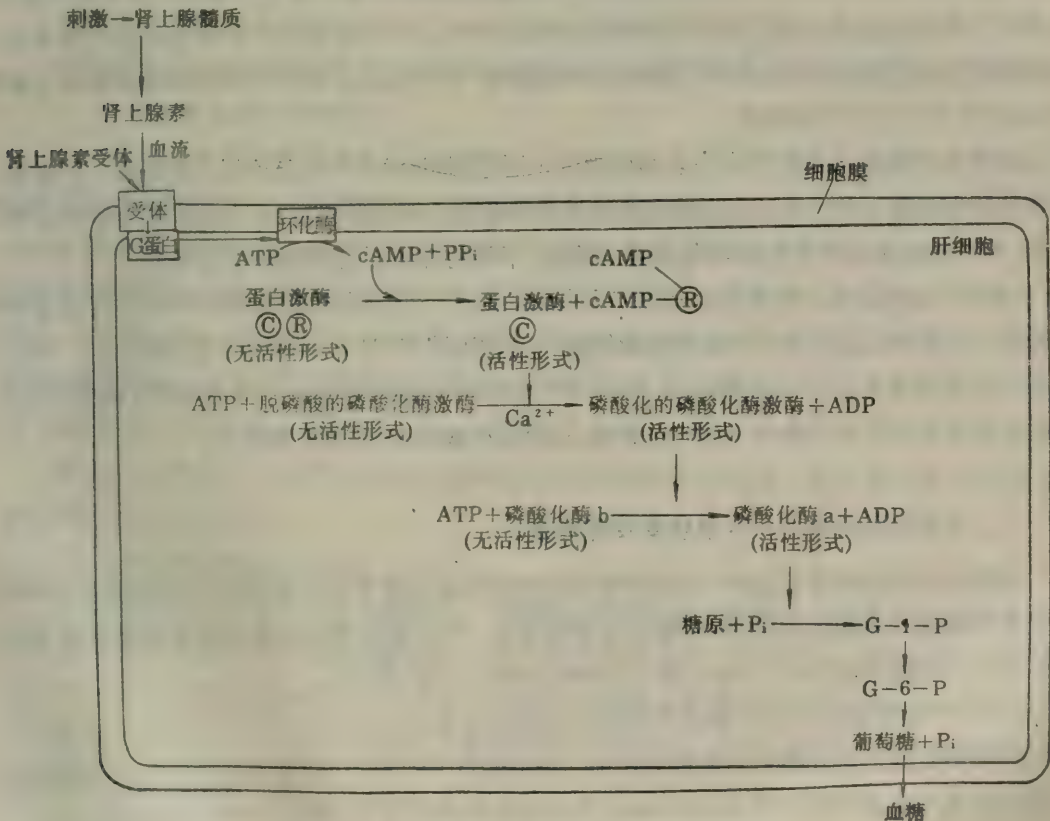 刺激→肾上腺髓质
肾上腺素
肾上腺素受体 血流
细胞膜
受体
G蛋白 环化酶 肝细胞
ATP cAMP+PPi cAMP
蛋白激酶 蛋白激酶+cAMP—Ⓡ
Ⓒ Ⓡ Ⓒ
(无活性形式) (活性形式)
ATP+脱磷酸的磷酸化酶激酶 磷酸化的磷酸化酶激酶+ADP
Ca²⁺
(无活性形式) (活性形式)
ATP+磷酸化酶 b 磷酸化酶 a+ADP
(无活性形式) (活性形式)
糖原+Pi G-1-P
G-6-P
葡萄糖+Pi
血糖